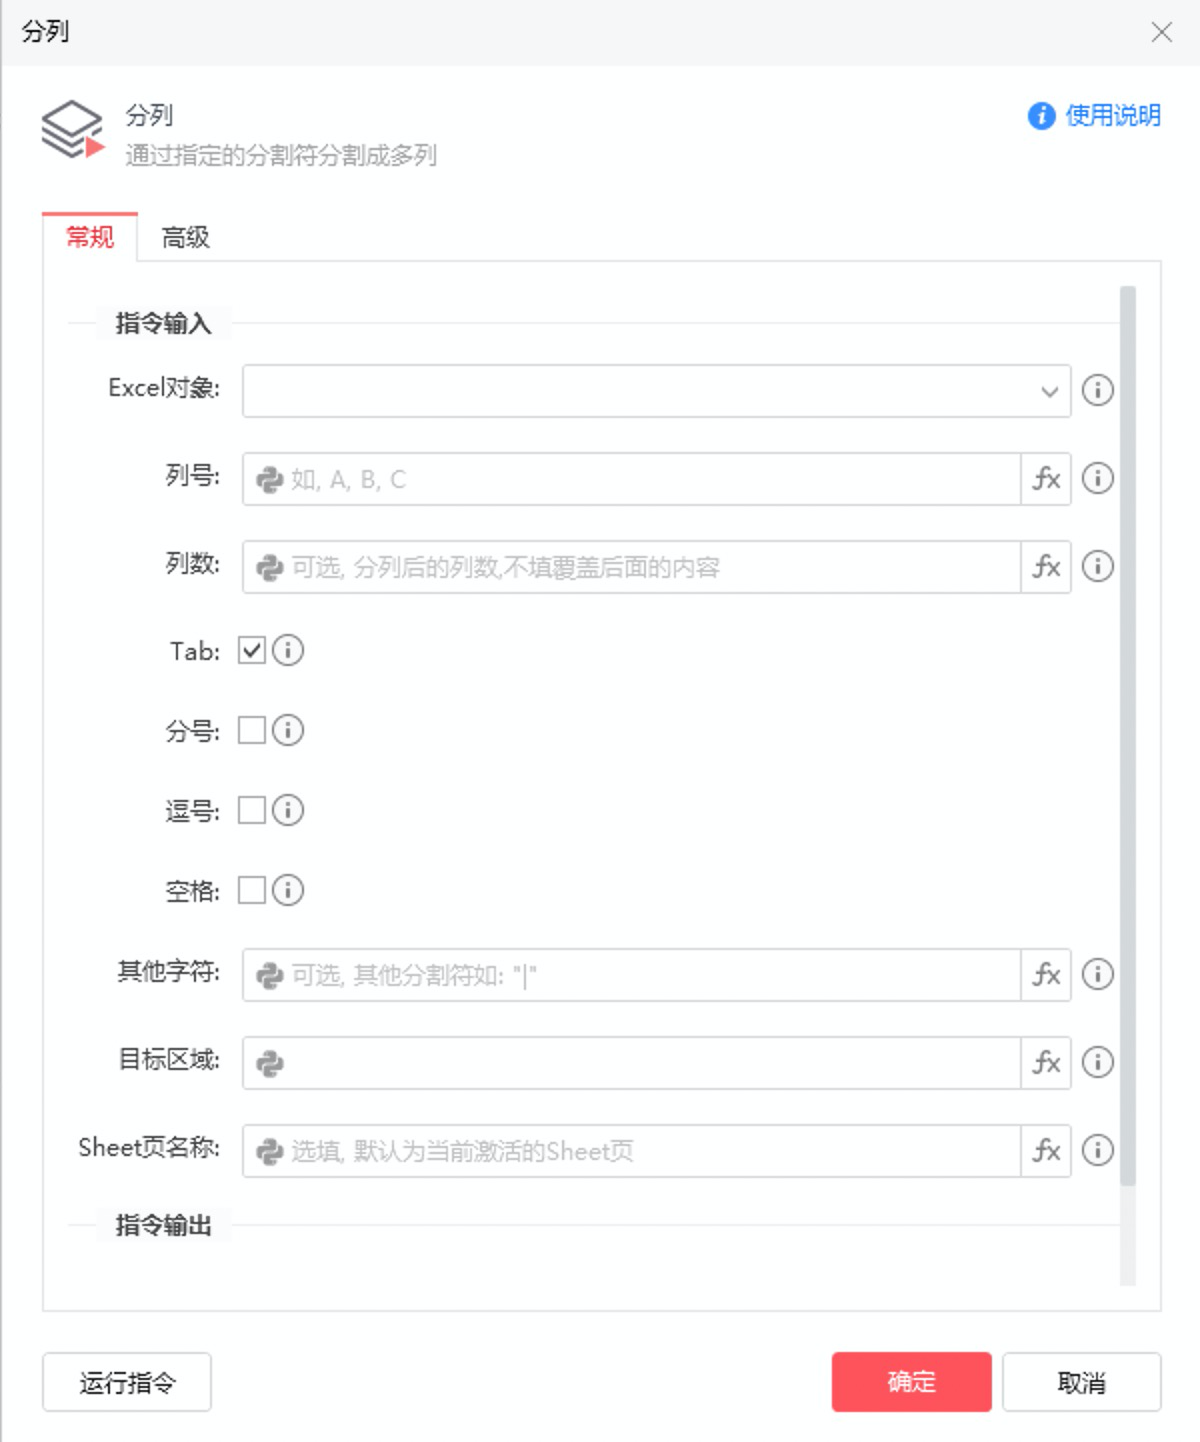 分列
分列
使用说明
通过指定的分割符分割成多列
常规 高级
指令输入
Excel对象:
列号: 如, A, B, C fx
列数: 可选, 分列后的列数,不填覆盖后面的内容 fx
Tab:
分号:
逗号:
空格:
其他字符: 可选, 其他分割符如: "|" fx
目标区域: fx
Sheet页名称: 选填, 默认为当前激活的Sheet页 fx
指令输出
运行指令 确定 取消